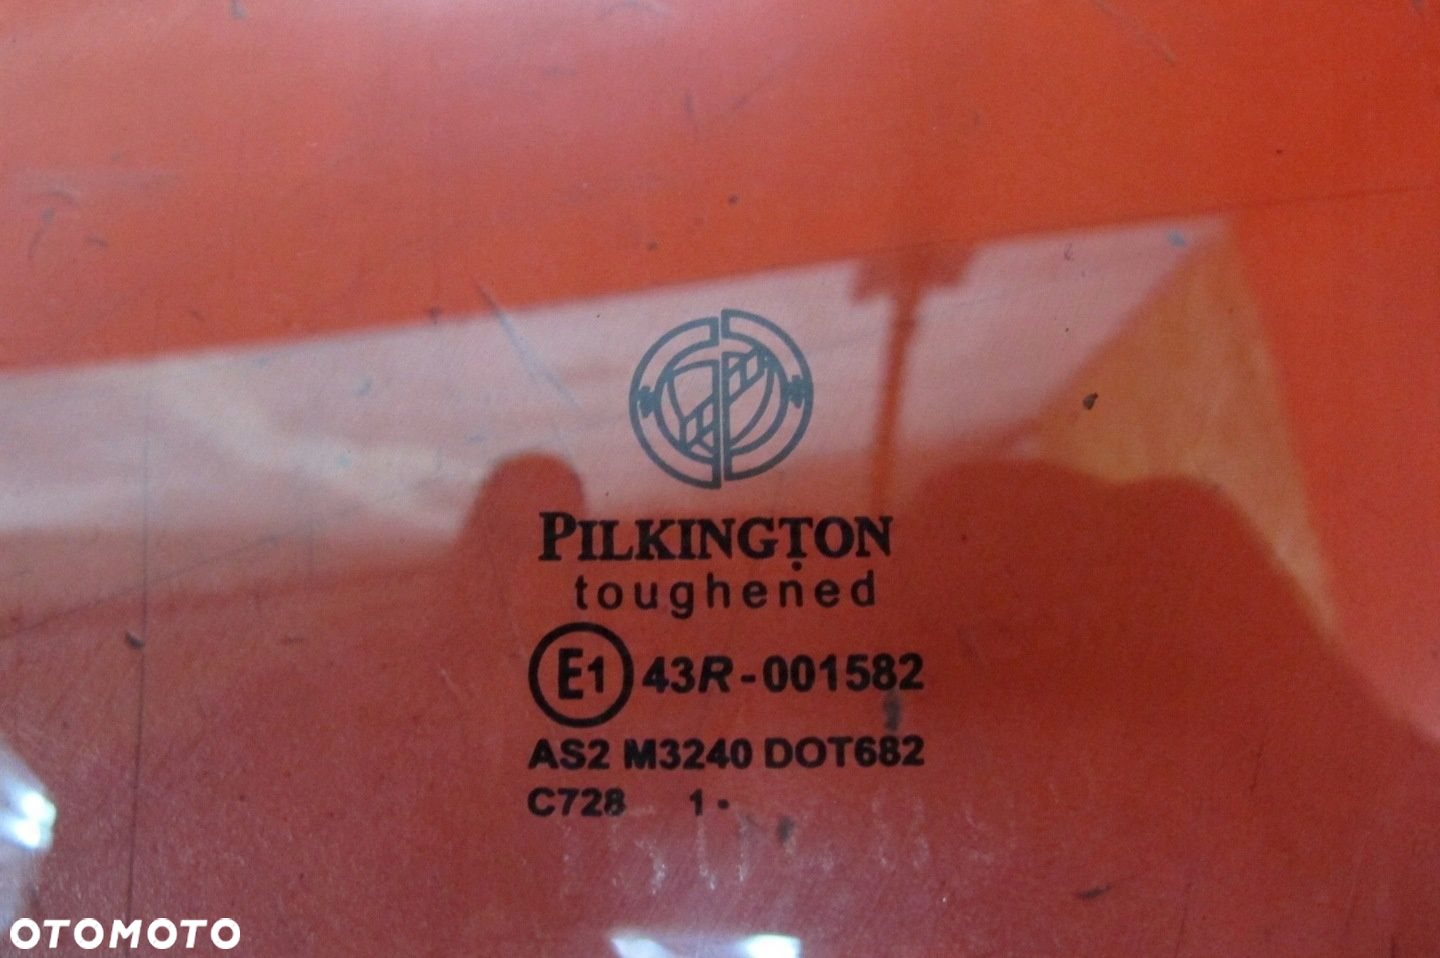 PILKINGTON
toughened
E1 43R-001582
AS2 M3240 DOT682
C728 1 •
OTOMOTO